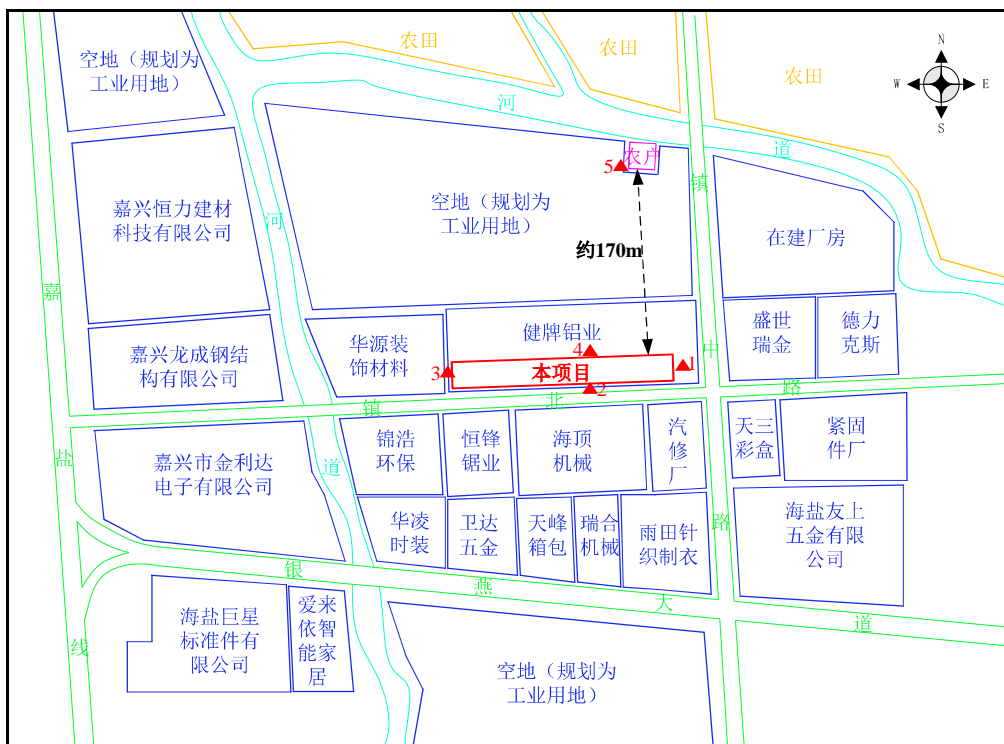 农田
农田
农田
空地（规划为
工业用地）
N
W
E
S
河
道
农户
5
镇
嘉兴恒力建材
科技有限公司
河
空地（规划为
工业用地）
在建厂房
约170m
嘉
盛世
瑞金
德力
克斯
健牌铝业
华源装
饰材料
嘉兴龙成钢结
构有限公司
4
中
1
3
本项目
2
路
北
镇
天三
彩盒
紧固
件厂
锦浩
环保
恒锋
锯业
海顶
机械
汽
修
厂
盐
道
嘉兴市金利达
电子有限公司
华凌
时装
卫达
五金
天峰
箱包
瑞合
机械
雨田针
织制衣
路
海盐友上
五金有限
公司
银
燕
大
道
海盐巨星
标准件有
限公司
爱来
依智
能家
居
线
空地（规划为
工业用地）